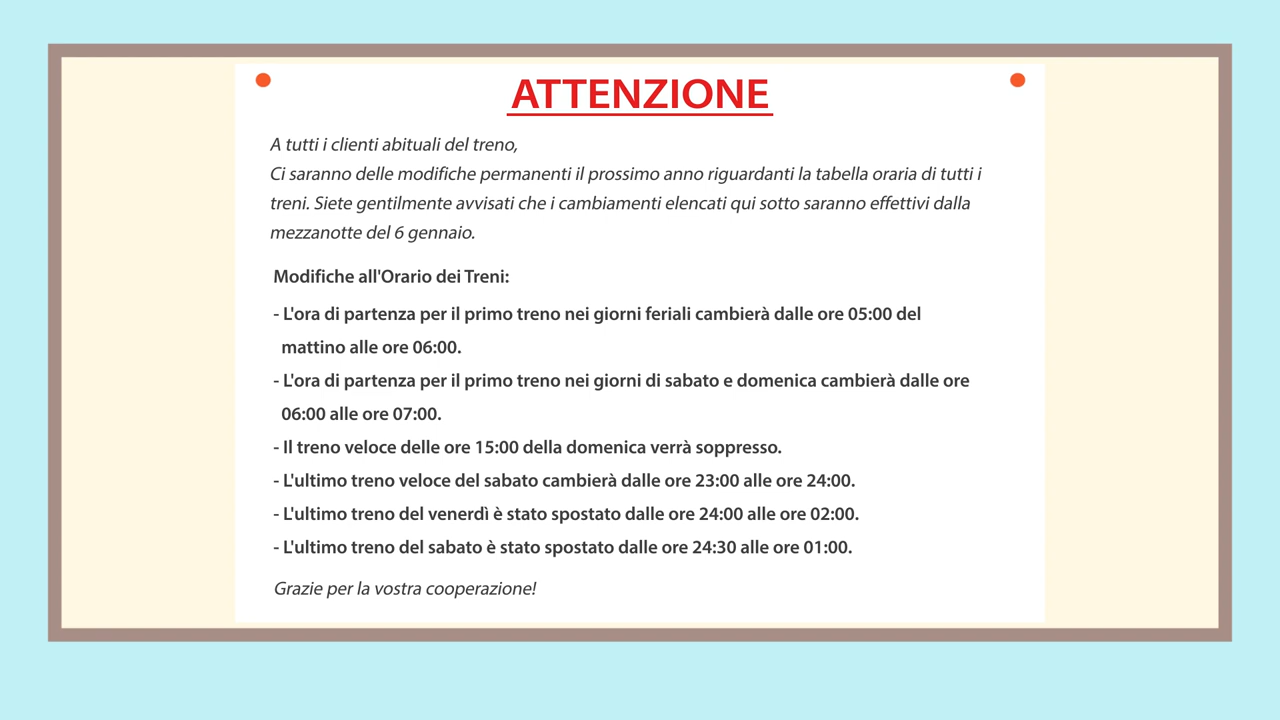 ATTENZIONE
A tutti i clienti abituali del treno,
Ci saranno delle modifiche permanenti il prossimo anno riguardanti la tabella oraria di tutti i
treni. Siete gentilmente avvisati che i cambiamenti elencati qui sotto saranno effettivi dalla
mezzanotte del 6 gennaio.
Modifiche all'Orario dei Treni:
- L'ora di partenza per il primo treno nei giorni feriali cambierà dalle ore 05:00 del
mattino alle ore 06:00.
- L'ora di partenza per il primo treno nei giorni di sabato e domenica cambierà dalle ore
06:00 alle ore 07:00.
- Il treno veloce delle ore 15:00 della domenica verrà soppresso.
- L'ultimo treno veloce del sabato cambierà dalle ore 23:00 alle ore 24:00.
- L'ultimo treno del venerdì è stato spostato dalle ore 24:00 alle ore 02:00.
- L'ultimo treno del sabato è stato spostato dalle ore 24:30 alle ore 01:00.
Grazie per la vostra cooperazione!